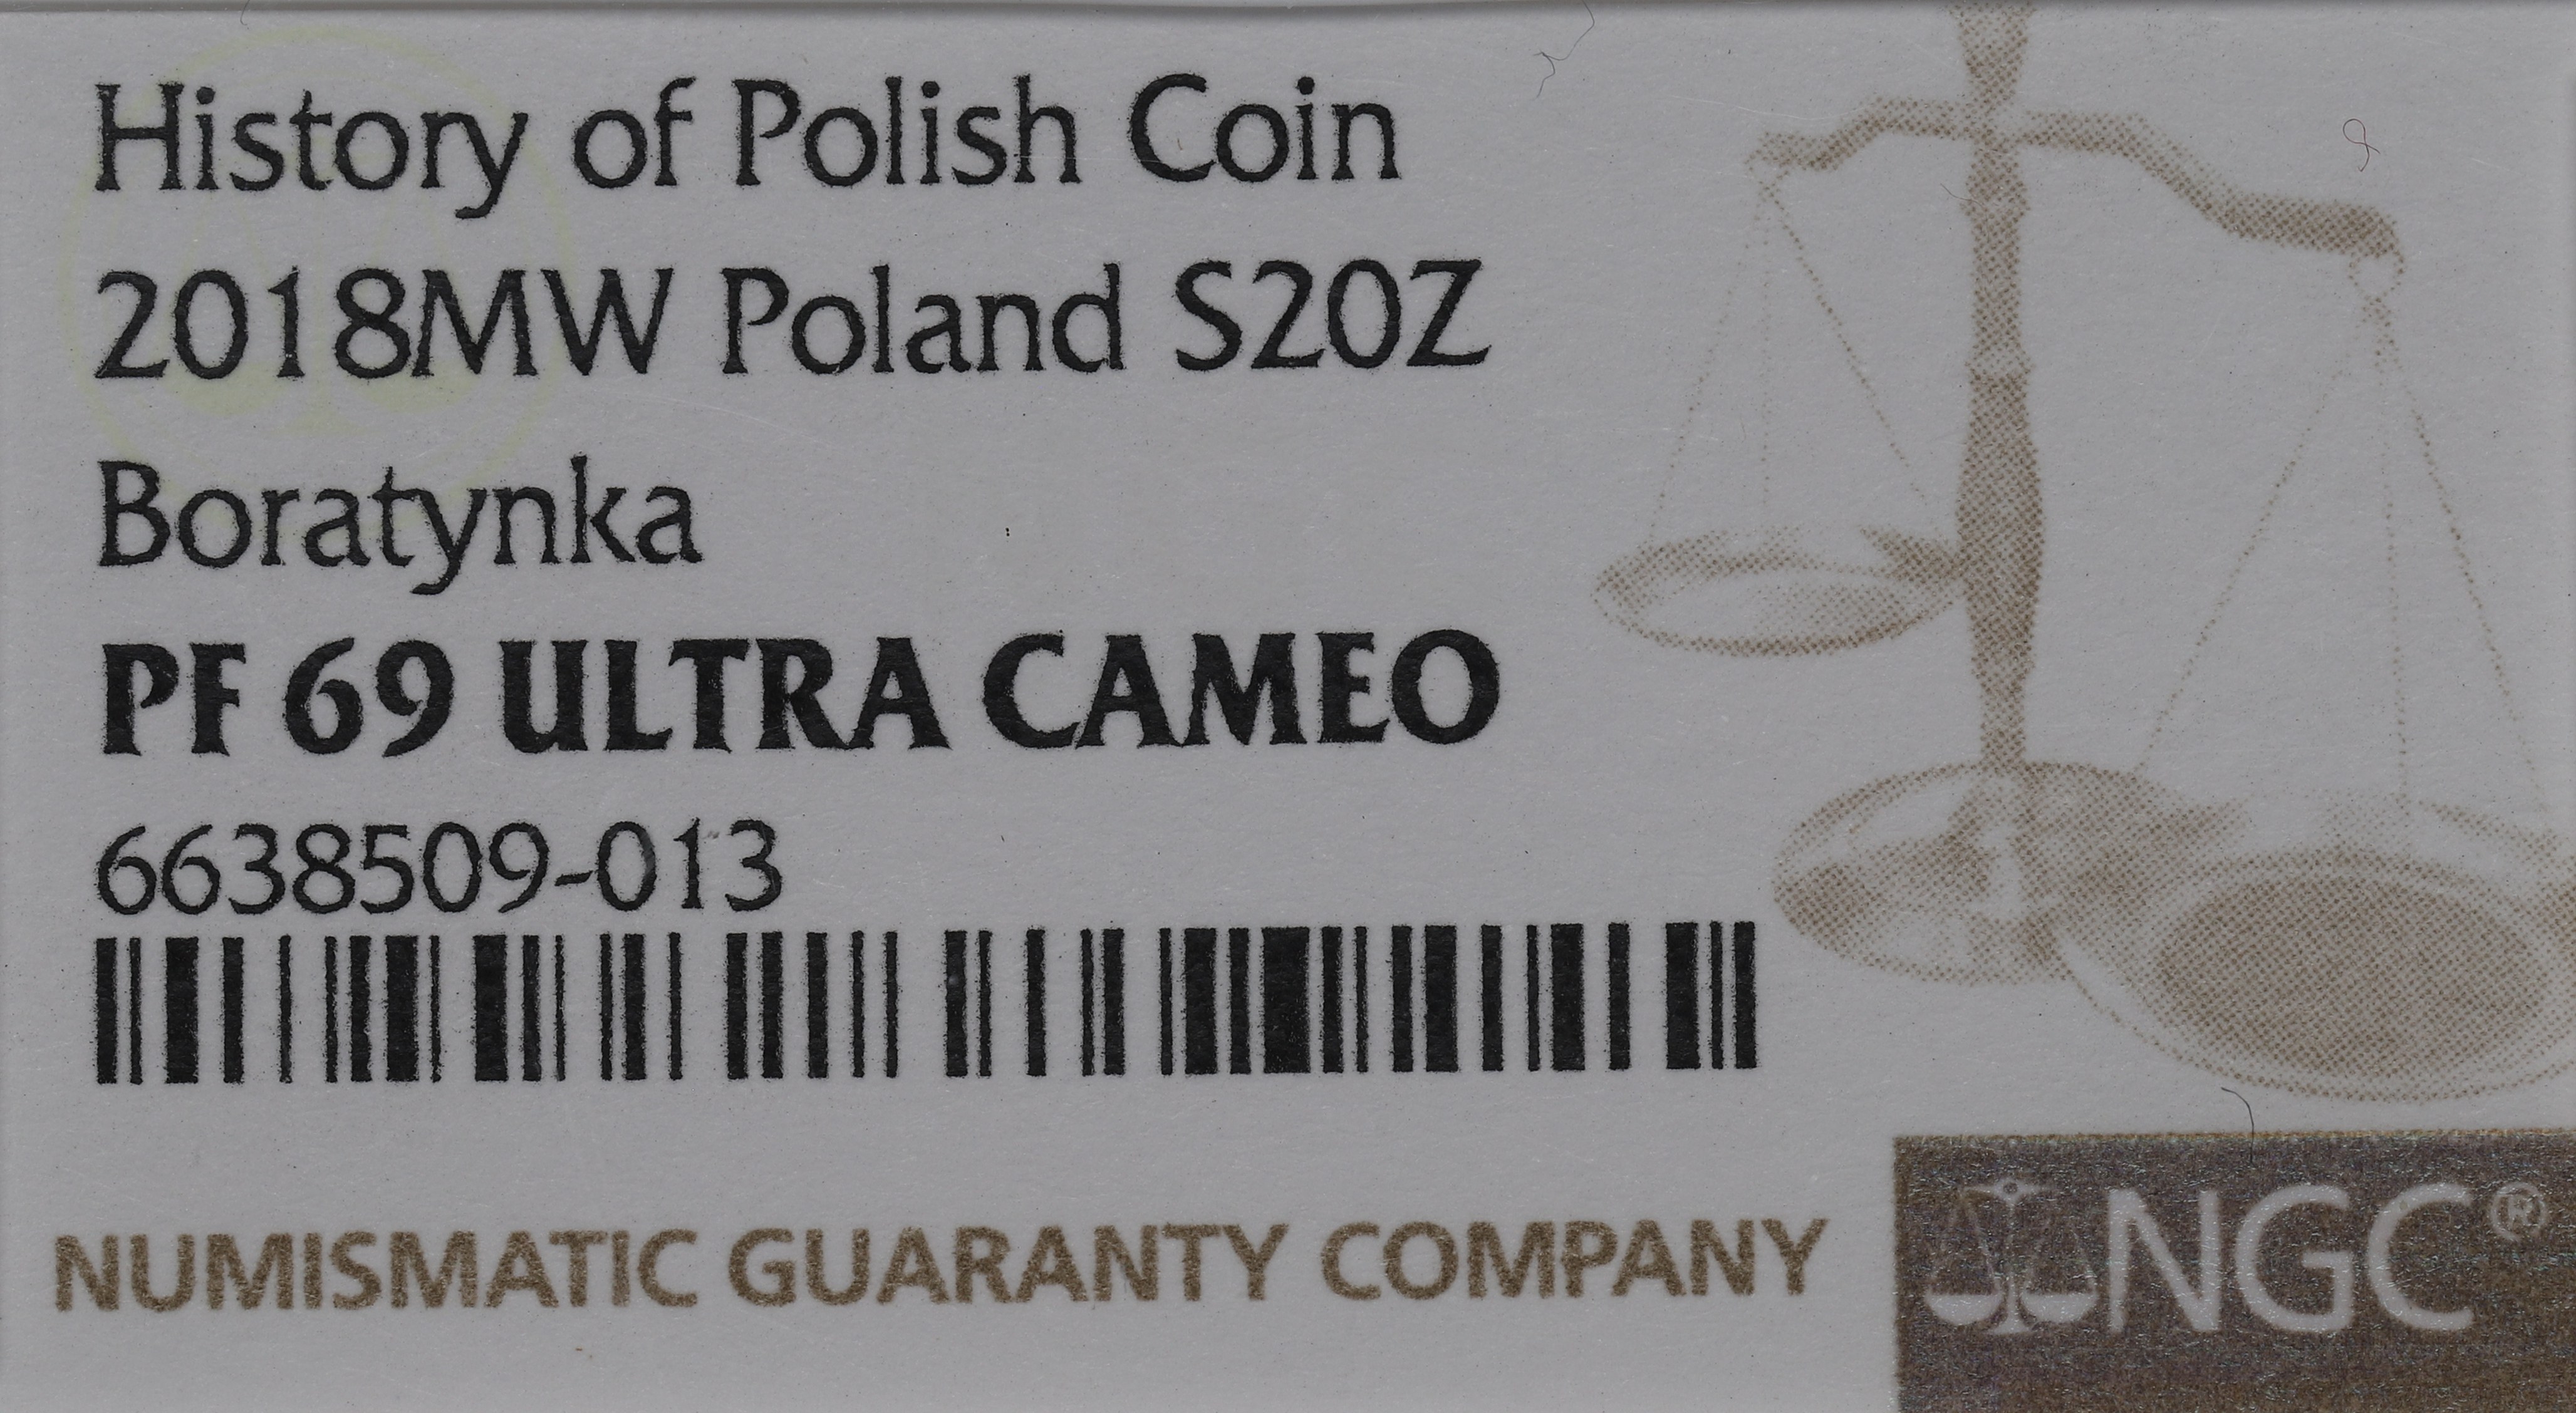 History of Polish Coin
2018MW Poland S20Z
Boratynka
PF 69 ULTRA CAMEO
6638509-013
NUMISMATIC GUARANTY COMPANY
NGC®